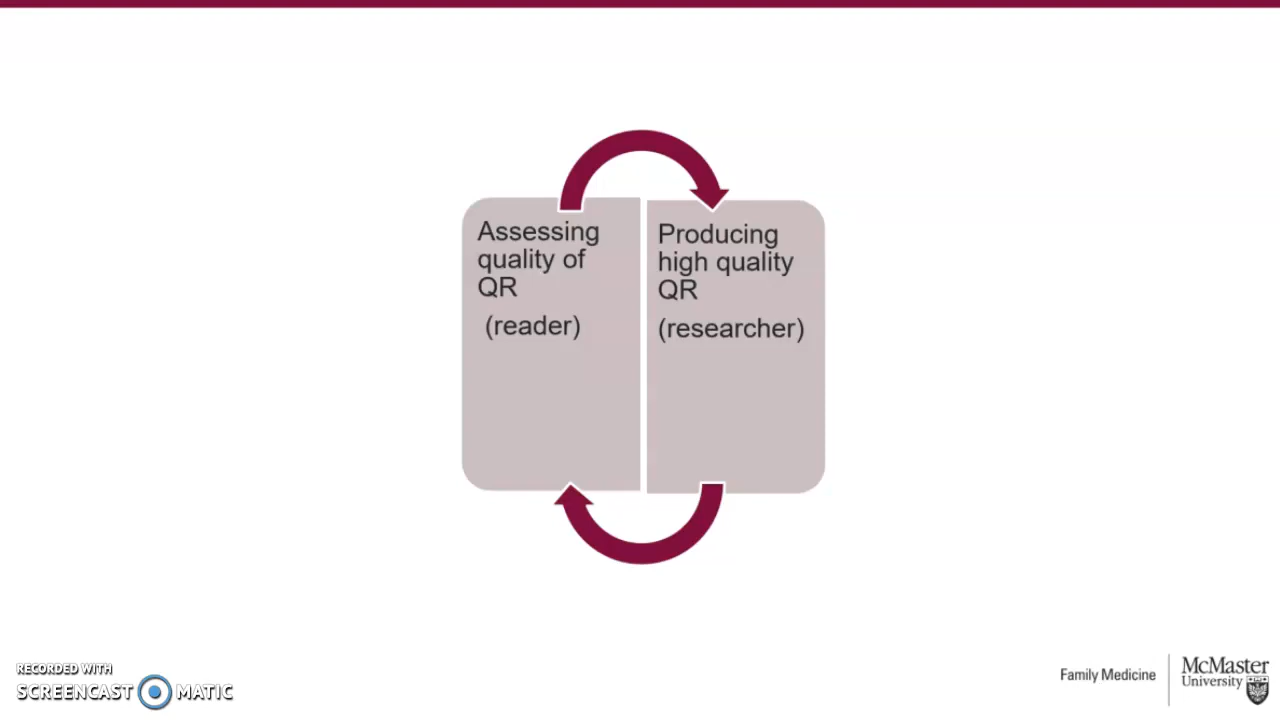 Assessing
quality of
QR
(reader)
Producing
high quality
QR
(researcher)
RECORDED WITH
SCREENCAST MATIC
Family Medicine
McMaster
University